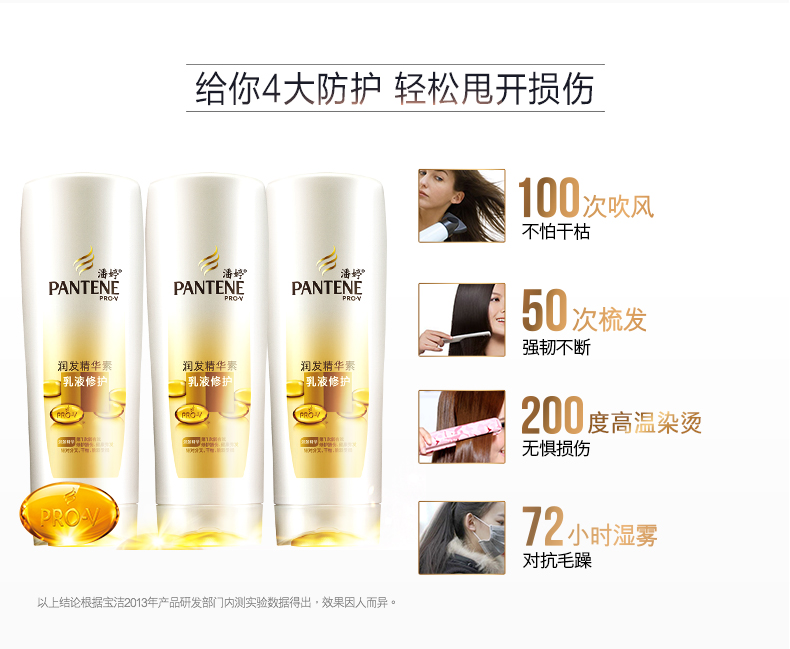 给你4大防护 轻松甩开损伤
潘婷®
PANTENE
PRO-V
润发精华素
乳液修护
PRO-V
潘婷®
PANTENE
PRO-V
润发精华素
乳液修护
PRO-V
潘婷®
PANTENE
PRO-V
润发精华素
乳液修护
PRO-V
PRO-V
100次吹风
不怕干枯
50次梳发
强韧不断
200度高温染烫
无惧损伤
72小时湿雾
对抗毛躁
以上结论根据宝洁2013年产品研发部门内测实验数据得出，效果因人而异。